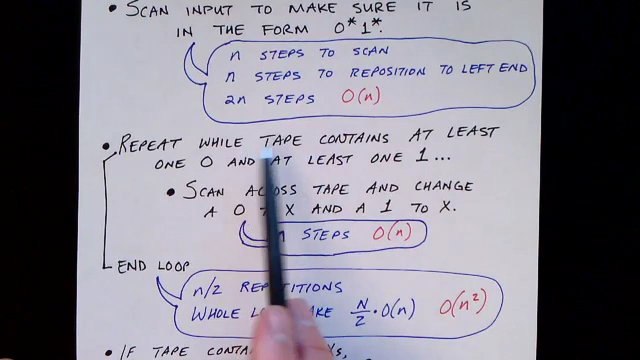 • SCAN INPUT TO MAKE SURE IT IS
IN THE FORM 0*1*.
n STEPS TO SCAN
n STEPS TO REPOSITION TO LEFT END
2n STEPS O(n)
• REPEAT WHILE TAPE CONTAINS AT LEAST
ONE 0 AND AT LEAST ONE 1...
• SCAN ACROSS TAPE AND CHANGE
A 0 TO X AND A 1 TO X.
STEPS O(n)
END LOOP
n/2 REPETITIONS
WHOLE N/2 · O(n) O(n²)
• IF TAPE